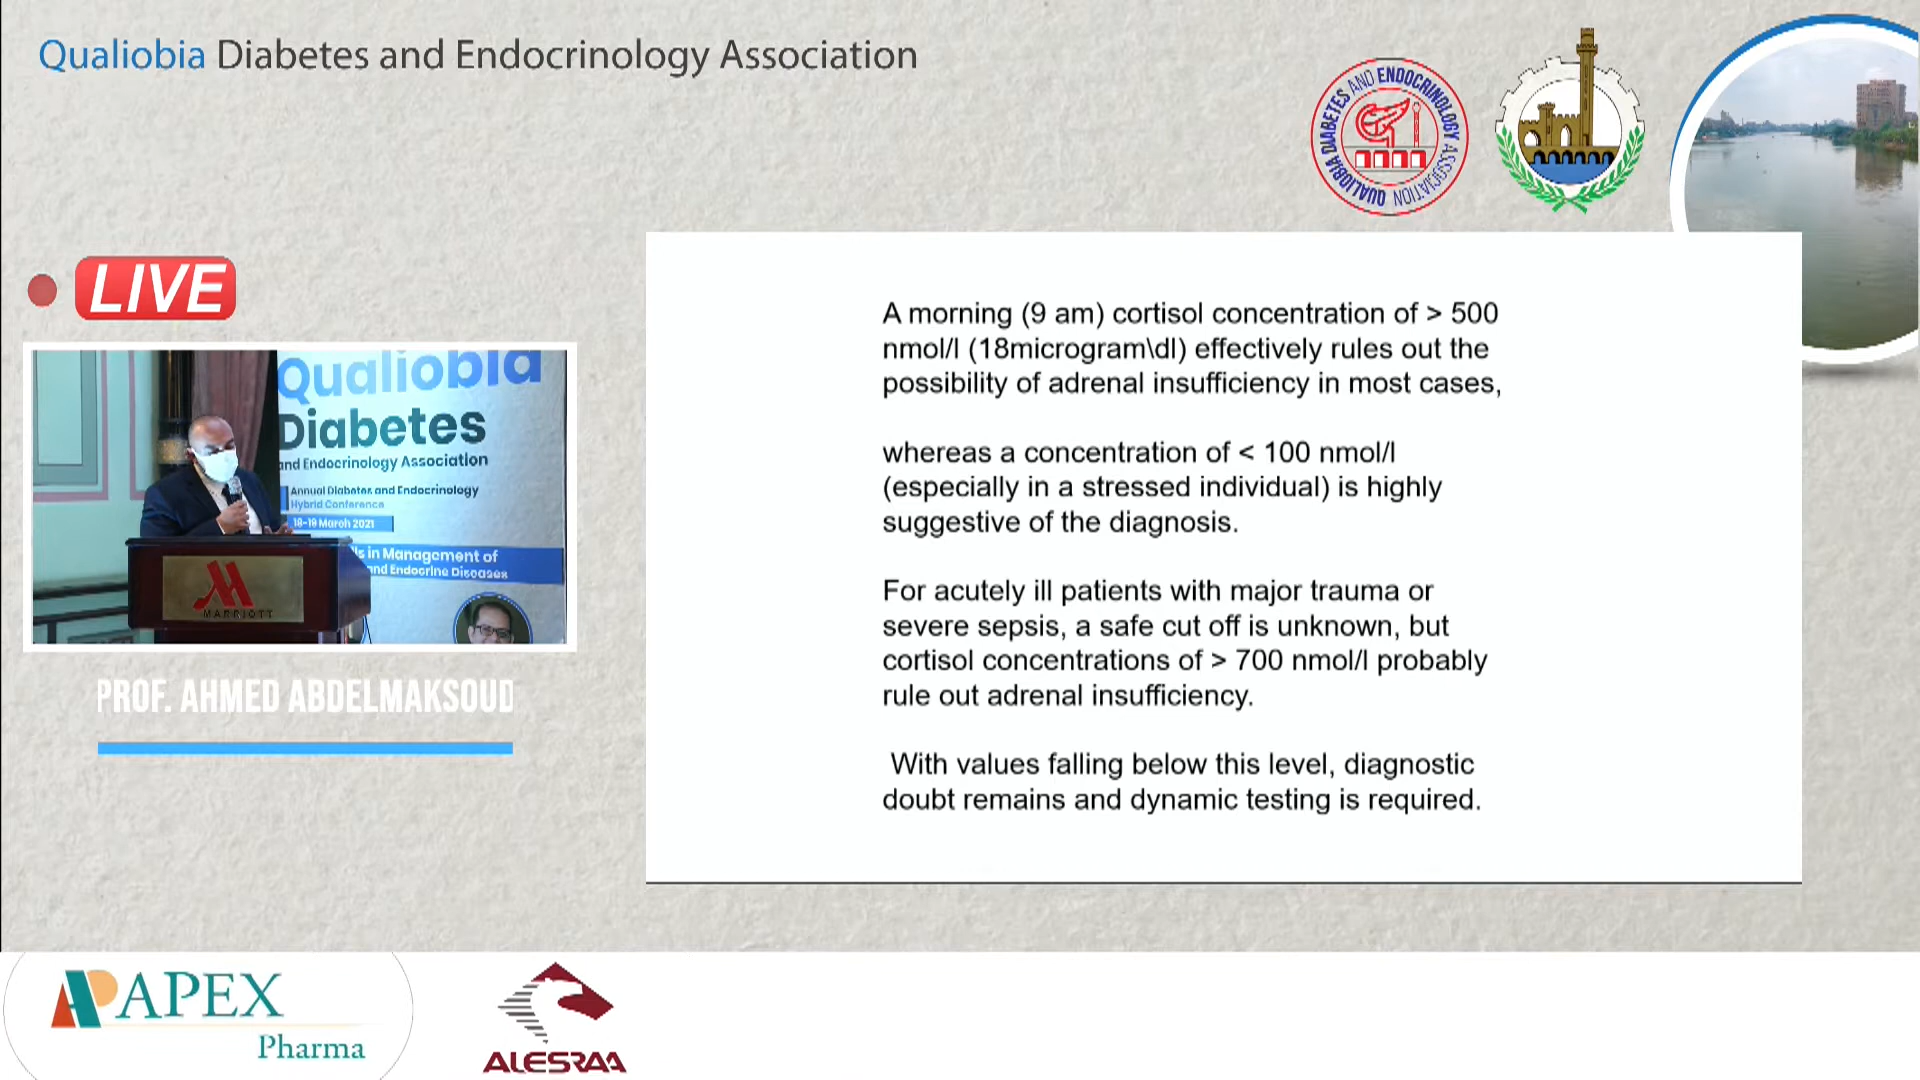 Qualiobia Diabetes and Endocrinology Association
QUALIOBIA DIABETES AND ENDOCRINOLOGY ASSOCIATION
LIVE
Qualiobia
Diabetes
and Endocrinology Association
Annual Diabetes and Endocrinology
Hybrid Conference
18-19 March 2021
in Management of
and Endocrine Diseases
MARRIOTT
PROF. AHMED ABDELMAKSOUD
A morning (9 am) cortisol concentration of > 500
nmol/l (18microgram\dl) effectively rules out the
possibility of adrenal insufficiency in most cases,
whereas a concentration of < 100 nmol/l
(especially in a stressed individual) is highly
suggestive of the diagnosis.
For acutely ill patients with major trauma or
severe sepsis, a safe cut off is unknown, but
cortisol concentrations of > 700 nmol/l probably
rule out adrenal insufficiency.
With values falling below this level, diagnostic
doubt remains and dynamic testing is required.
APEX
Pharma
ALESRAA